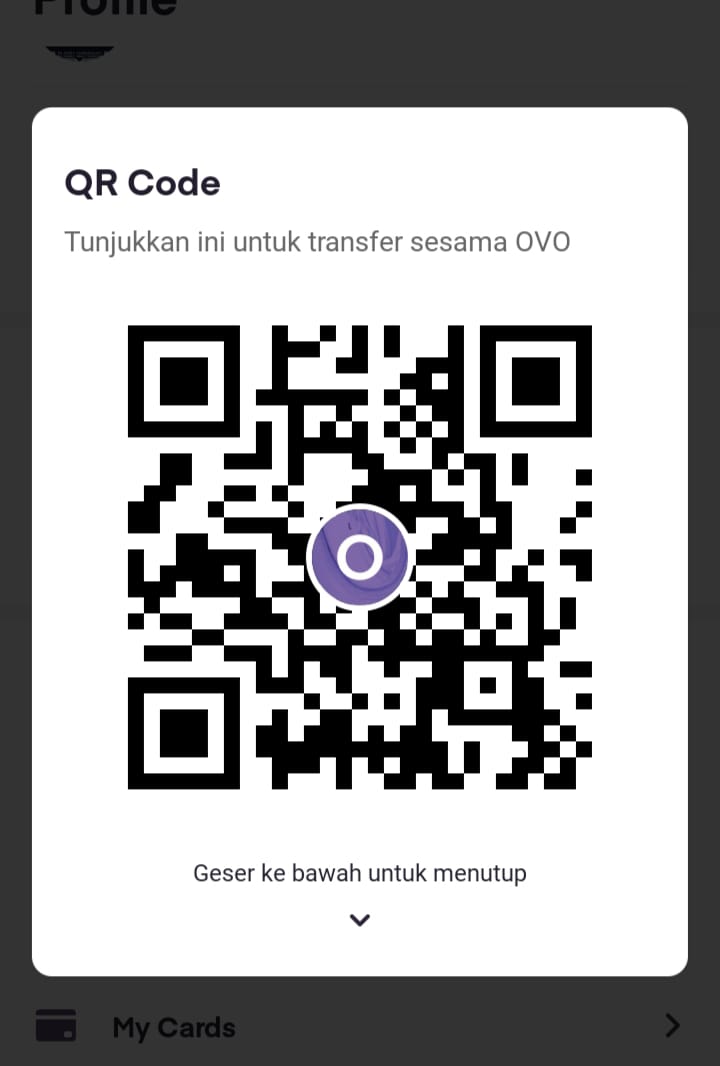 Profile
QR Code
Tunjukkan ini untuk transfer sesama OVO
Geser ke bawah untuk menutup
My Cards